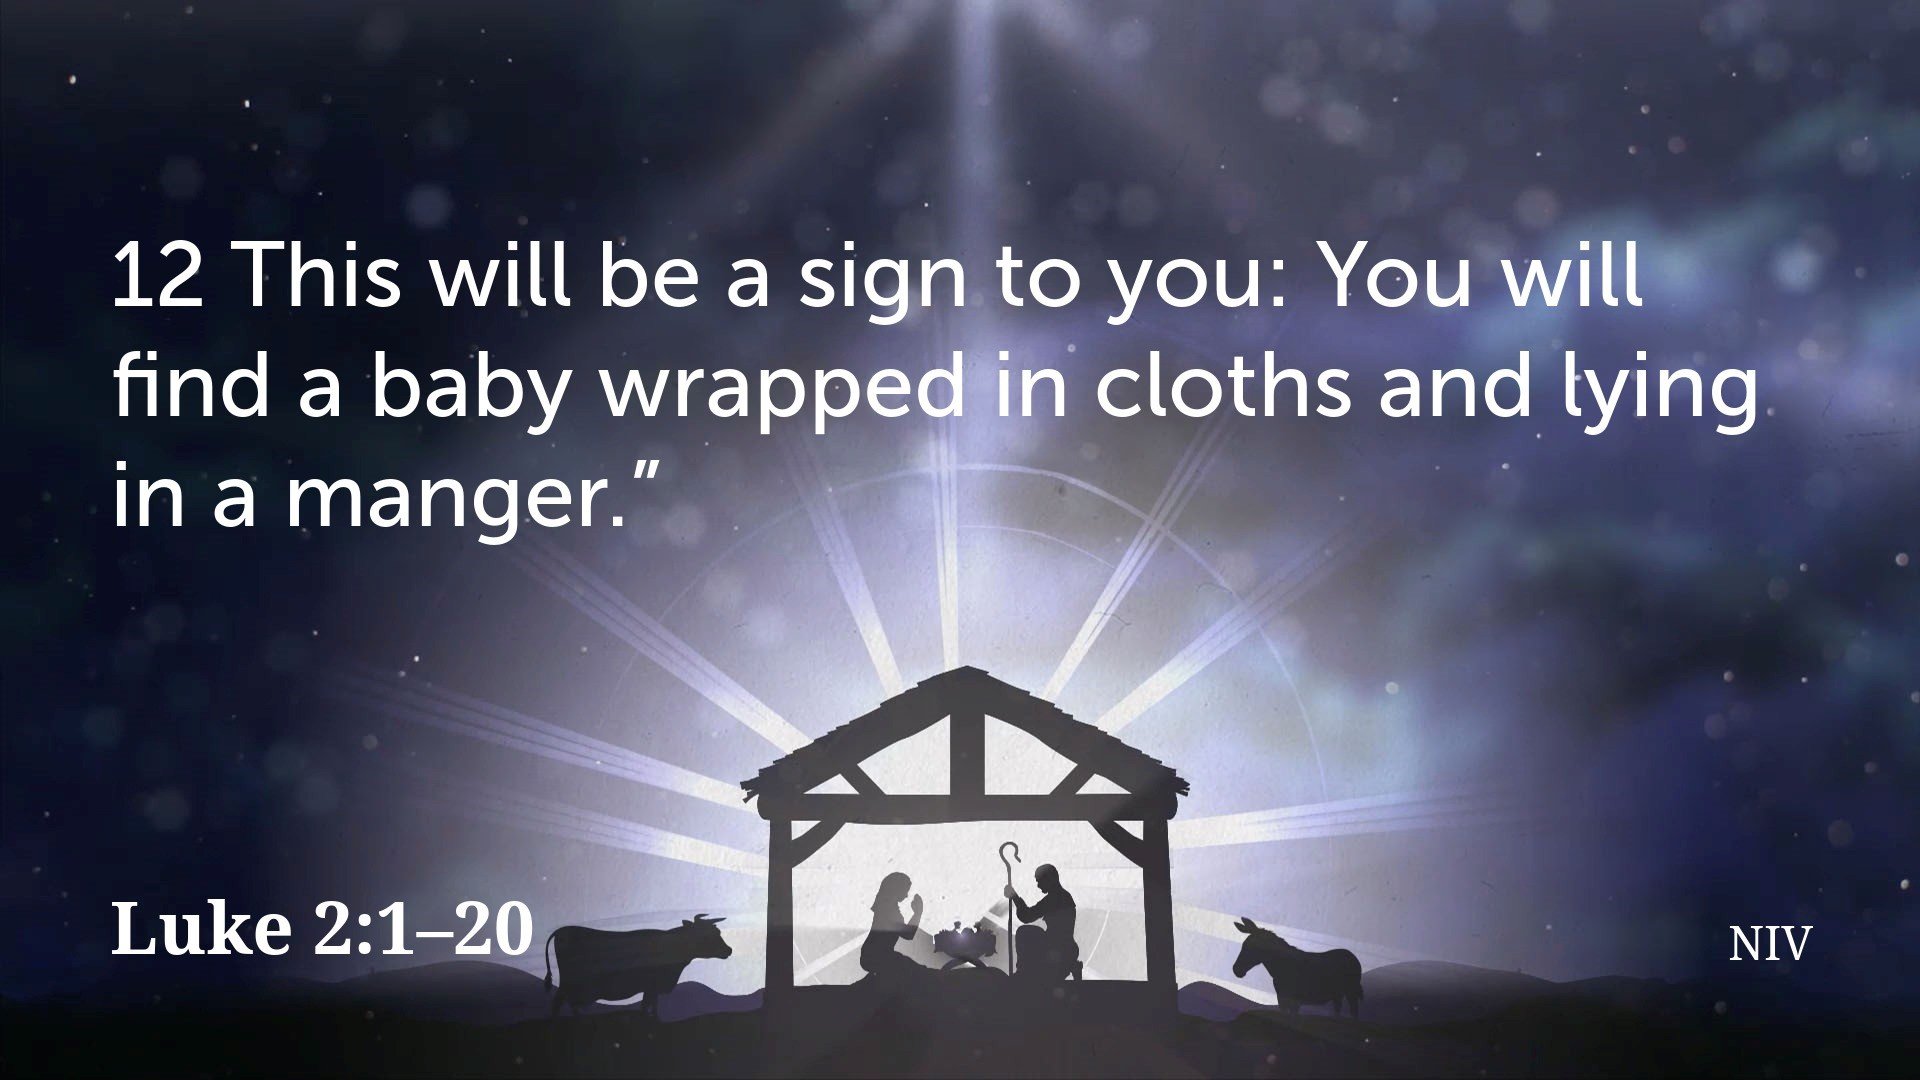 12 This will be a sign to you: You will
find a baby wrapped in cloths and lying
in a manger.”
Luke 2:1–20
NIV